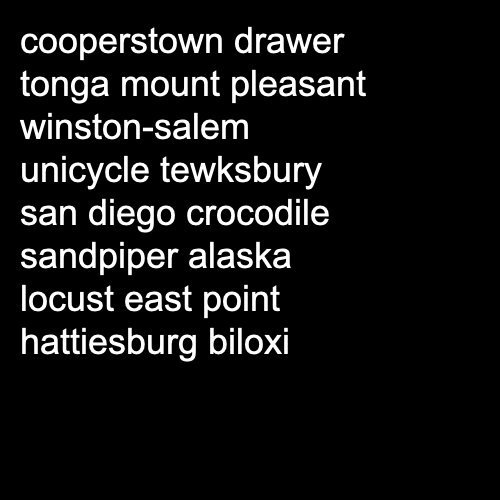 cooperstown drawer
tonga mount pleasant
winston-salem
unicycle tewksbury
san diego crocodile
sandpiper alaska
locust east point
hattiesburg biloxi